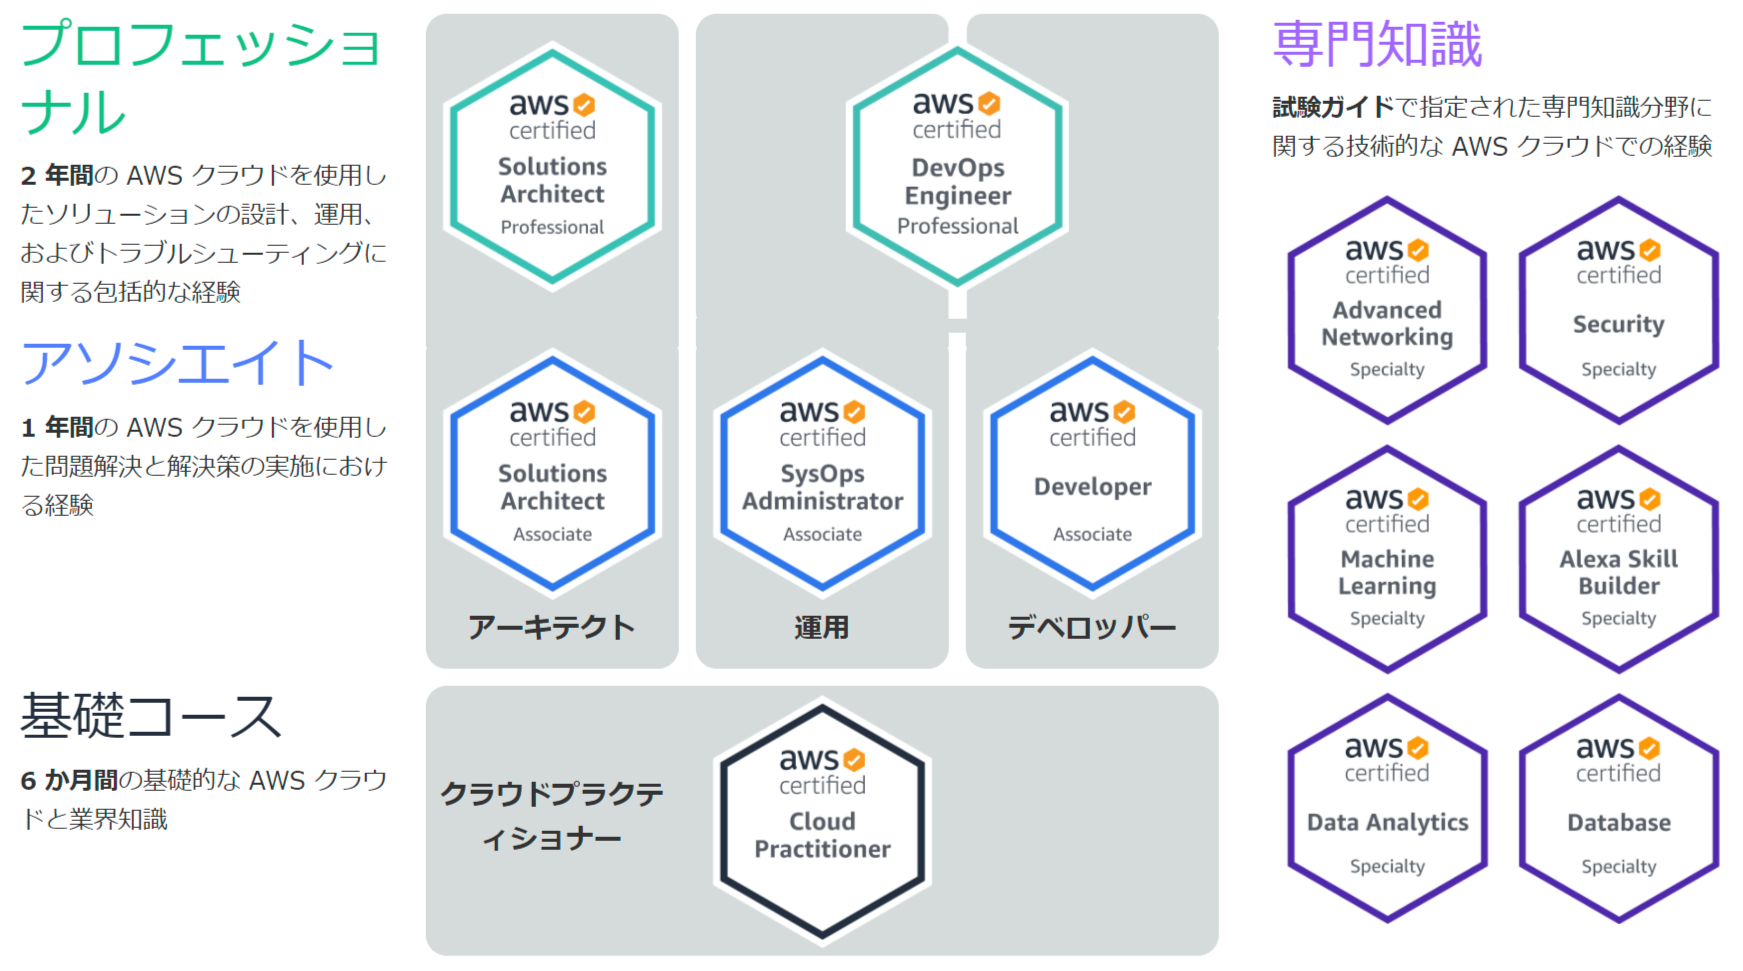 プロフェッショ
ナル
2 年間の AWS クラウドを使用し
たソリューションの設計、運用、
およびトラブルシューティングに
関する包括的な経験
アソシエイト
1 年間の AWS クラウドを使用し
た問題解決と解決策の実施におけ
る経験
基礎コース
6 か月間の基礎的な AWS クラウ
ドと業界知識
aws
certified
Solutions
Architect
Professional
aws
certified
DevOps
Engineer
Professional
aws
certified
Solutions
Architect
Associate
アーキテクト
aws
certified
SysOps
Administrator
Associate
運用
aws
certified
Developer
Associate
デベロッパー
クラウドプラクテ
ィショナー
aws
certified
Cloud
Practitioner
専門知識
試験ガイドで指定された専門知識分野に
関する技術的な AWS クラウドでの経験
aws
certified
Advanced
Networking
Specialty
aws
certified
Security
Specialty
aws
certified
Machine
Learning
Specialty
aws
certified
Alexa Skill
Builder
Specialty
aws
certified
Data Analytics
Specialty
aws
certified
Database
Specialty